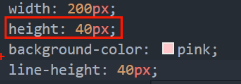 width: 200px;
height: 40px;
background-color: pink;
line-height: 40px;